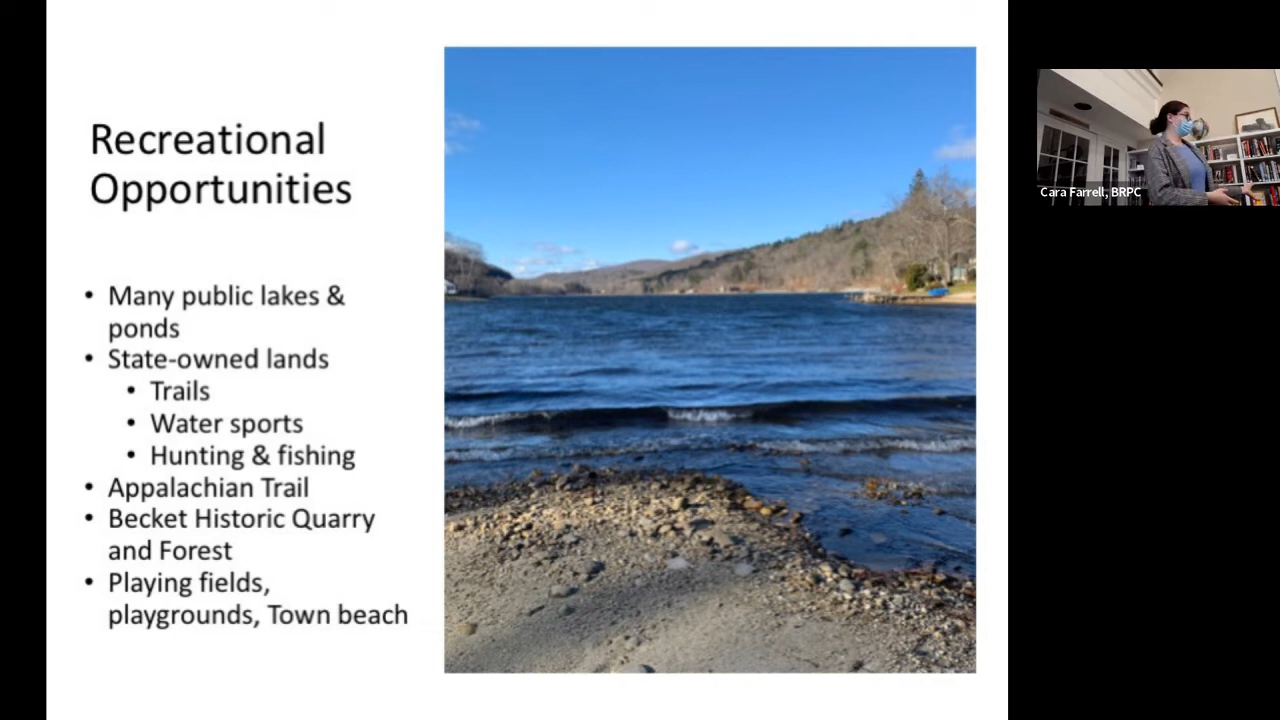 Recreational
Opportunities
• Many public lakes &
ponds
• State-owned lands
• Trails
• Water sports
• Hunting & fishing
• Appalachian Trail
• Becket Historic Quarry
and Forest
• Playing fields,
playgrounds, Town beach
Cara Farrell, BRPC